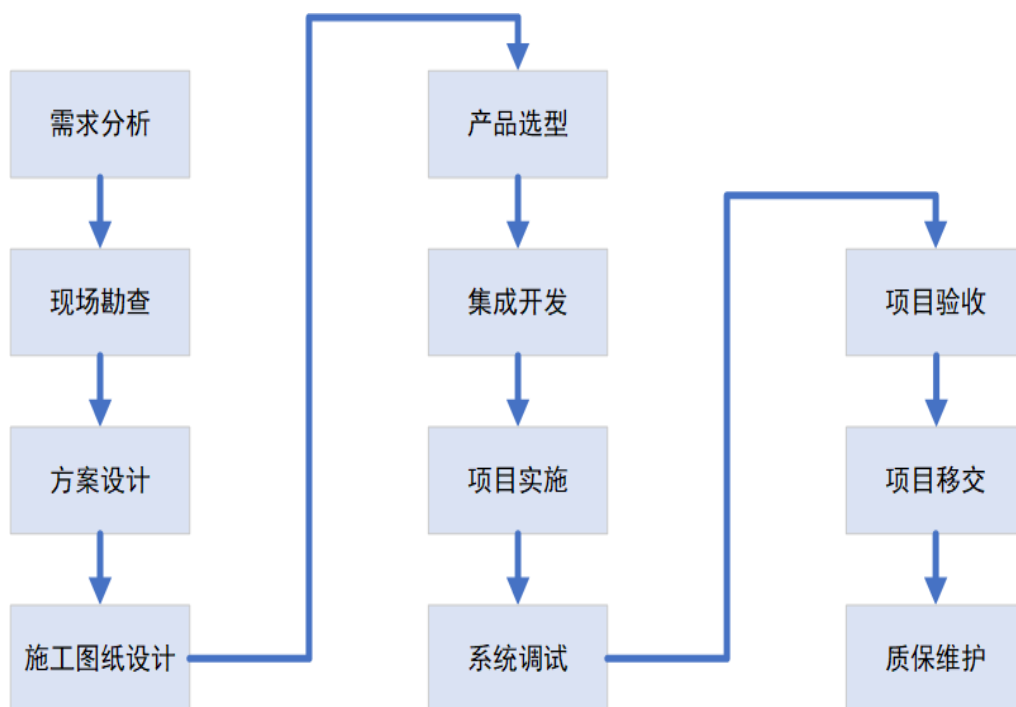 需求分析
现场勘查
方案设计
施工图纸设计
产品选型
集成开发
项目实施
系统调试
项目验收
项目移交
质保维护